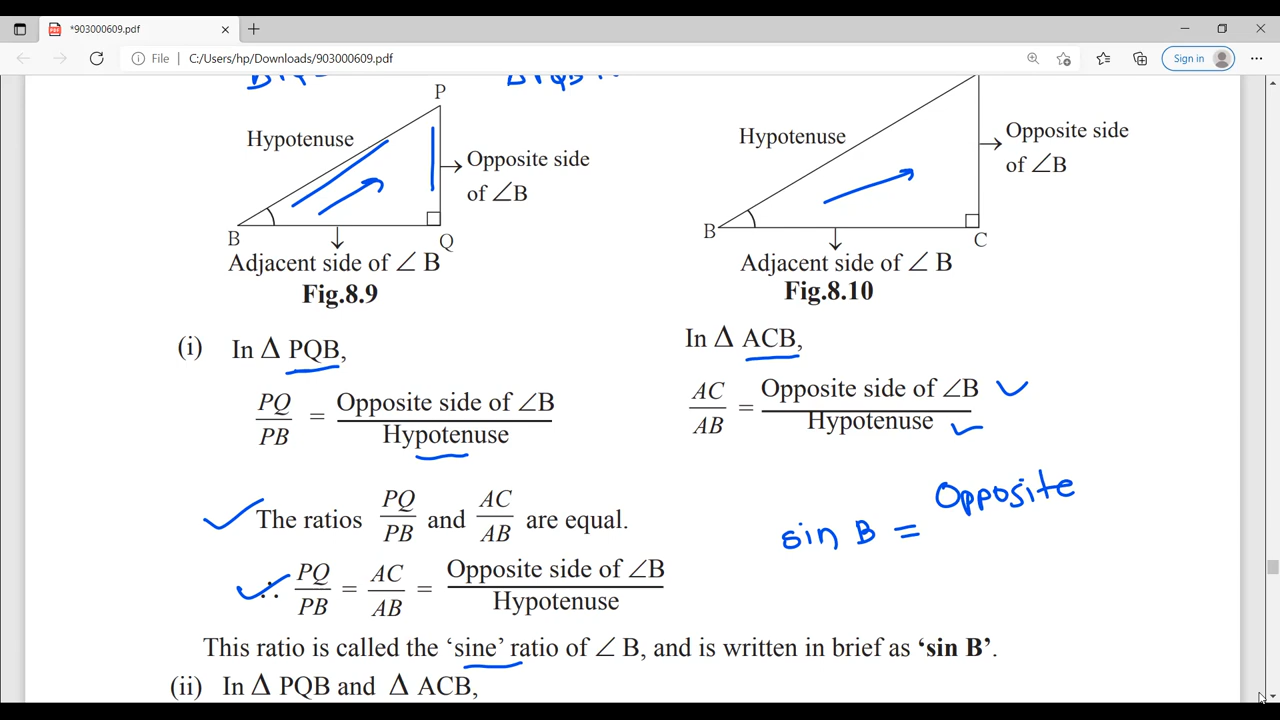 *903000609.pdf
File C:/Users/hp/Downloads/903000609.pdf Sign in
P
Hypotenuse
Opposite side
of ∠B
B
Q
Adjacent side of ∠ B
Fig.8.9
Hypotenuse
Opposite side
of ∠B
B
C
Adjacent side of ∠ B
Fig.8.10
(i) In Δ PQB,
PQ/PB = Opposite side of ∠B/Hypotenuse
In Δ ACB,
AC/AB = Opposite side of ∠B/Hypotenuse
The ratios PQ/PB and AC/AB are equal.
∴ PQ/PB = AC/AB = Opposite side of ∠B/Hypotenuse
sin B = Opposite
This ratio is called the ‘sine’ ratio of ∠ B, and is written in brief as ‘sin B’.
(ii) In Δ PQB and Δ ACB,